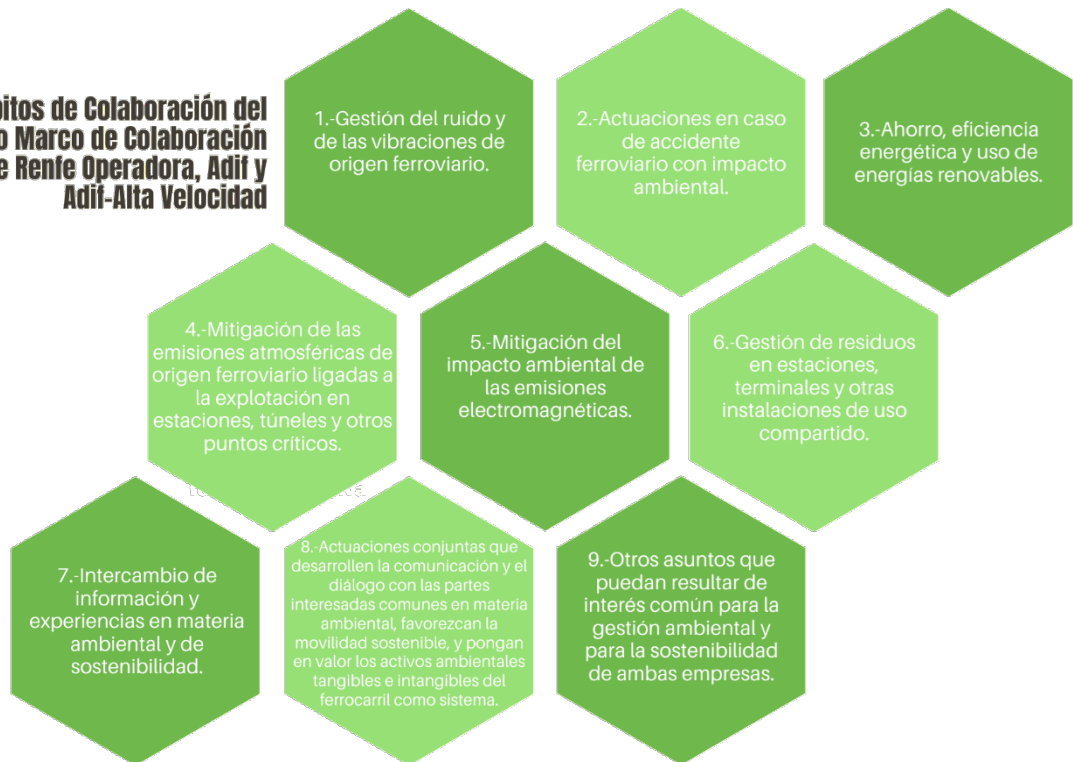 bitos de Colaboración del
o Marco de Colaboración
e Renfe Operadora, Adif y
Adif-Alta Velocidad
1.-Gestión del ruido y
de las vibraciones de
origen ferroviario.
2.-Actuaciones en caso
de accidente
ferroviario con impacto
ambiental.
3.-Ahorro, eficiencia
energética y uso de
energías renovables.
4.-Mitigación de las
emisiones atmosféricas de
origen ferroviario ligadas a
la explotación en
estaciones, túneles y otros
puntos críticos.
5.-Mitigación del
impacto ambiental de
las emisiones
electromagnéticas.
6.-Gestión de residuos
en estaciones,
terminales y otras
instalaciones de uso
compartido.
7.-Intercambio de
información y
experiencias en materia
ambiental y de
sostenibilidad.
8.-Actuaciones conjuntas que
desarrollen la comunicación y el
diálogo con las partes
interesadas comunes en materia
ambiental, favorezcan la
movilidad sostenible, y pongan
en valor los activos ambientales
tangibles e intangibles del
ferrocarril como sistema.
9.-Otros asuntos que
puedan resultar de
interés común para la
gestión ambiental y
para la sostenibilidad
de ambas empresas.